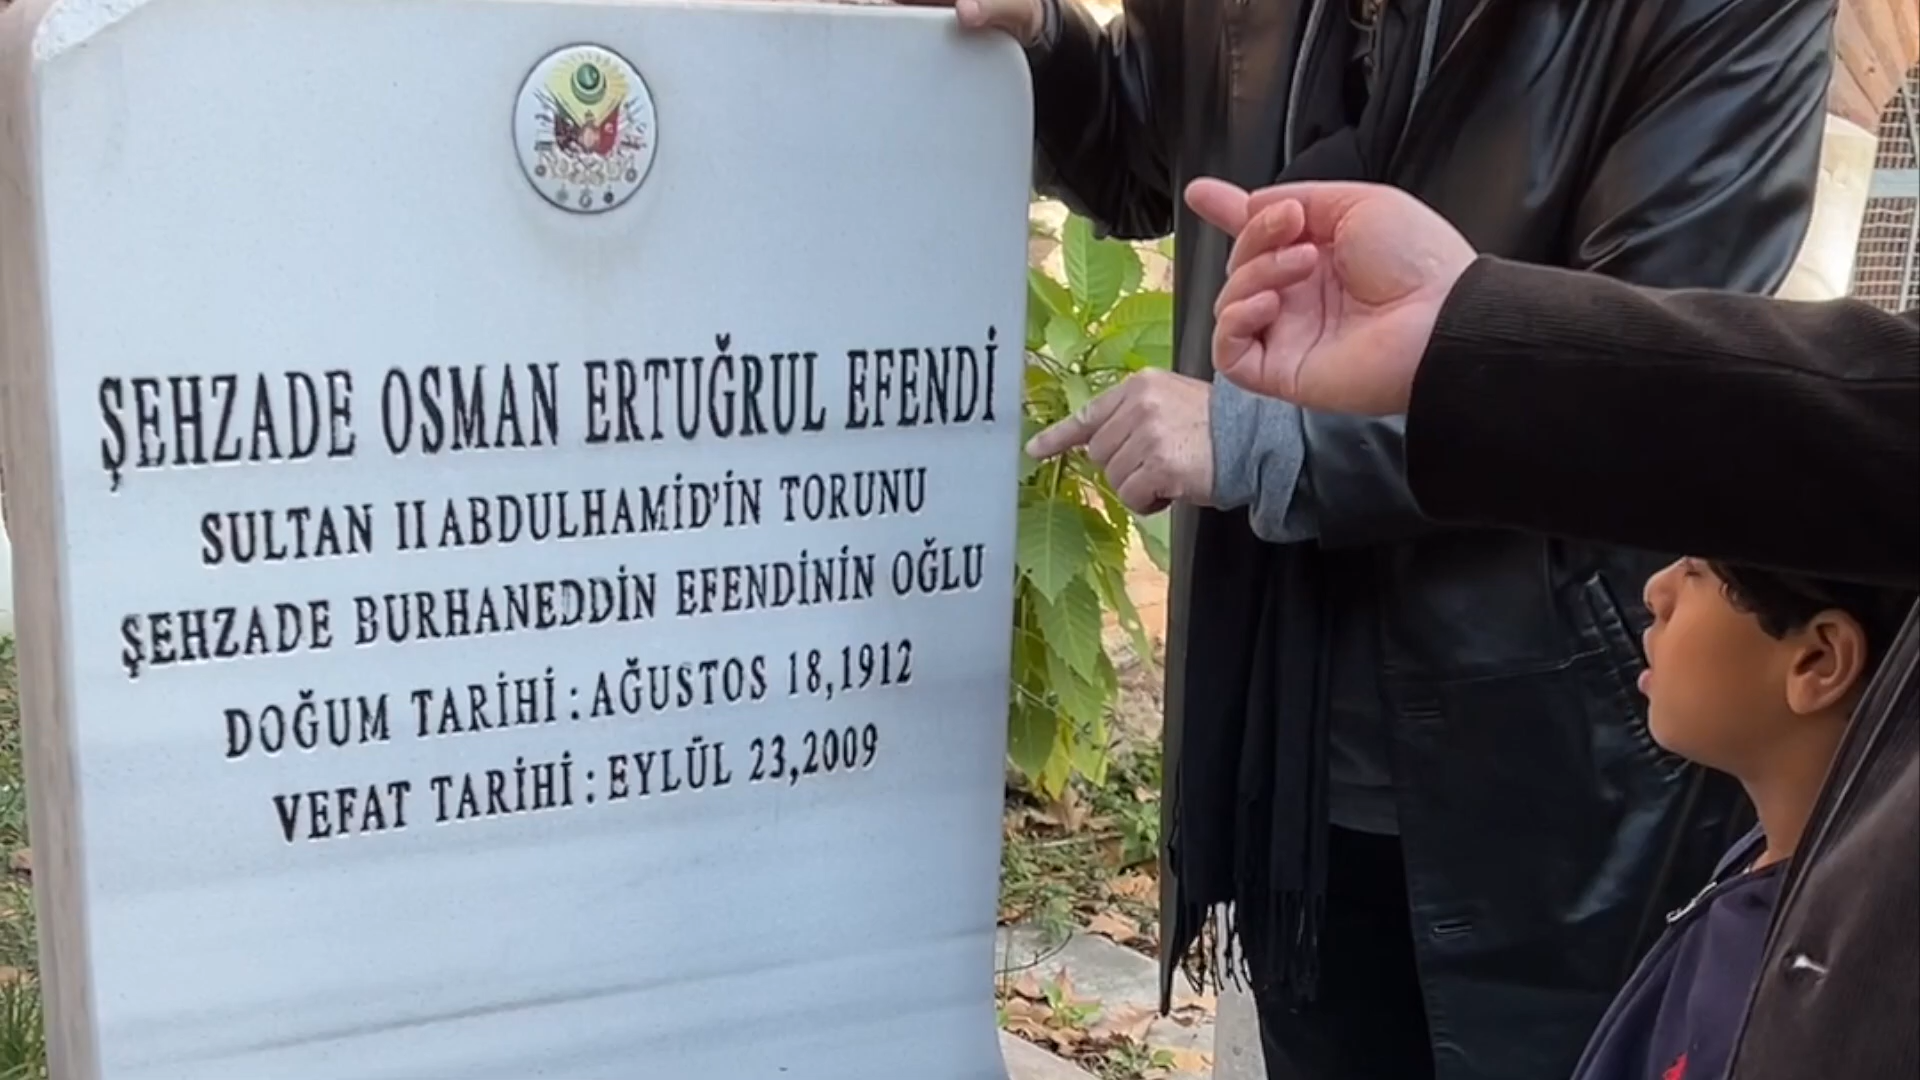 ŞEHZADE OSMAN ERTUĞRUL EFENDİ
SULTAN II ABDULHAMİD'İN TORUNU
ŞEHZADE BURHANEDDİN EFENDİNİN OĞLU
DOĞUM TARİHİ : AĞUSTOS 18,1912
VEFAT TARİHİ : EYLÜL 23,2009